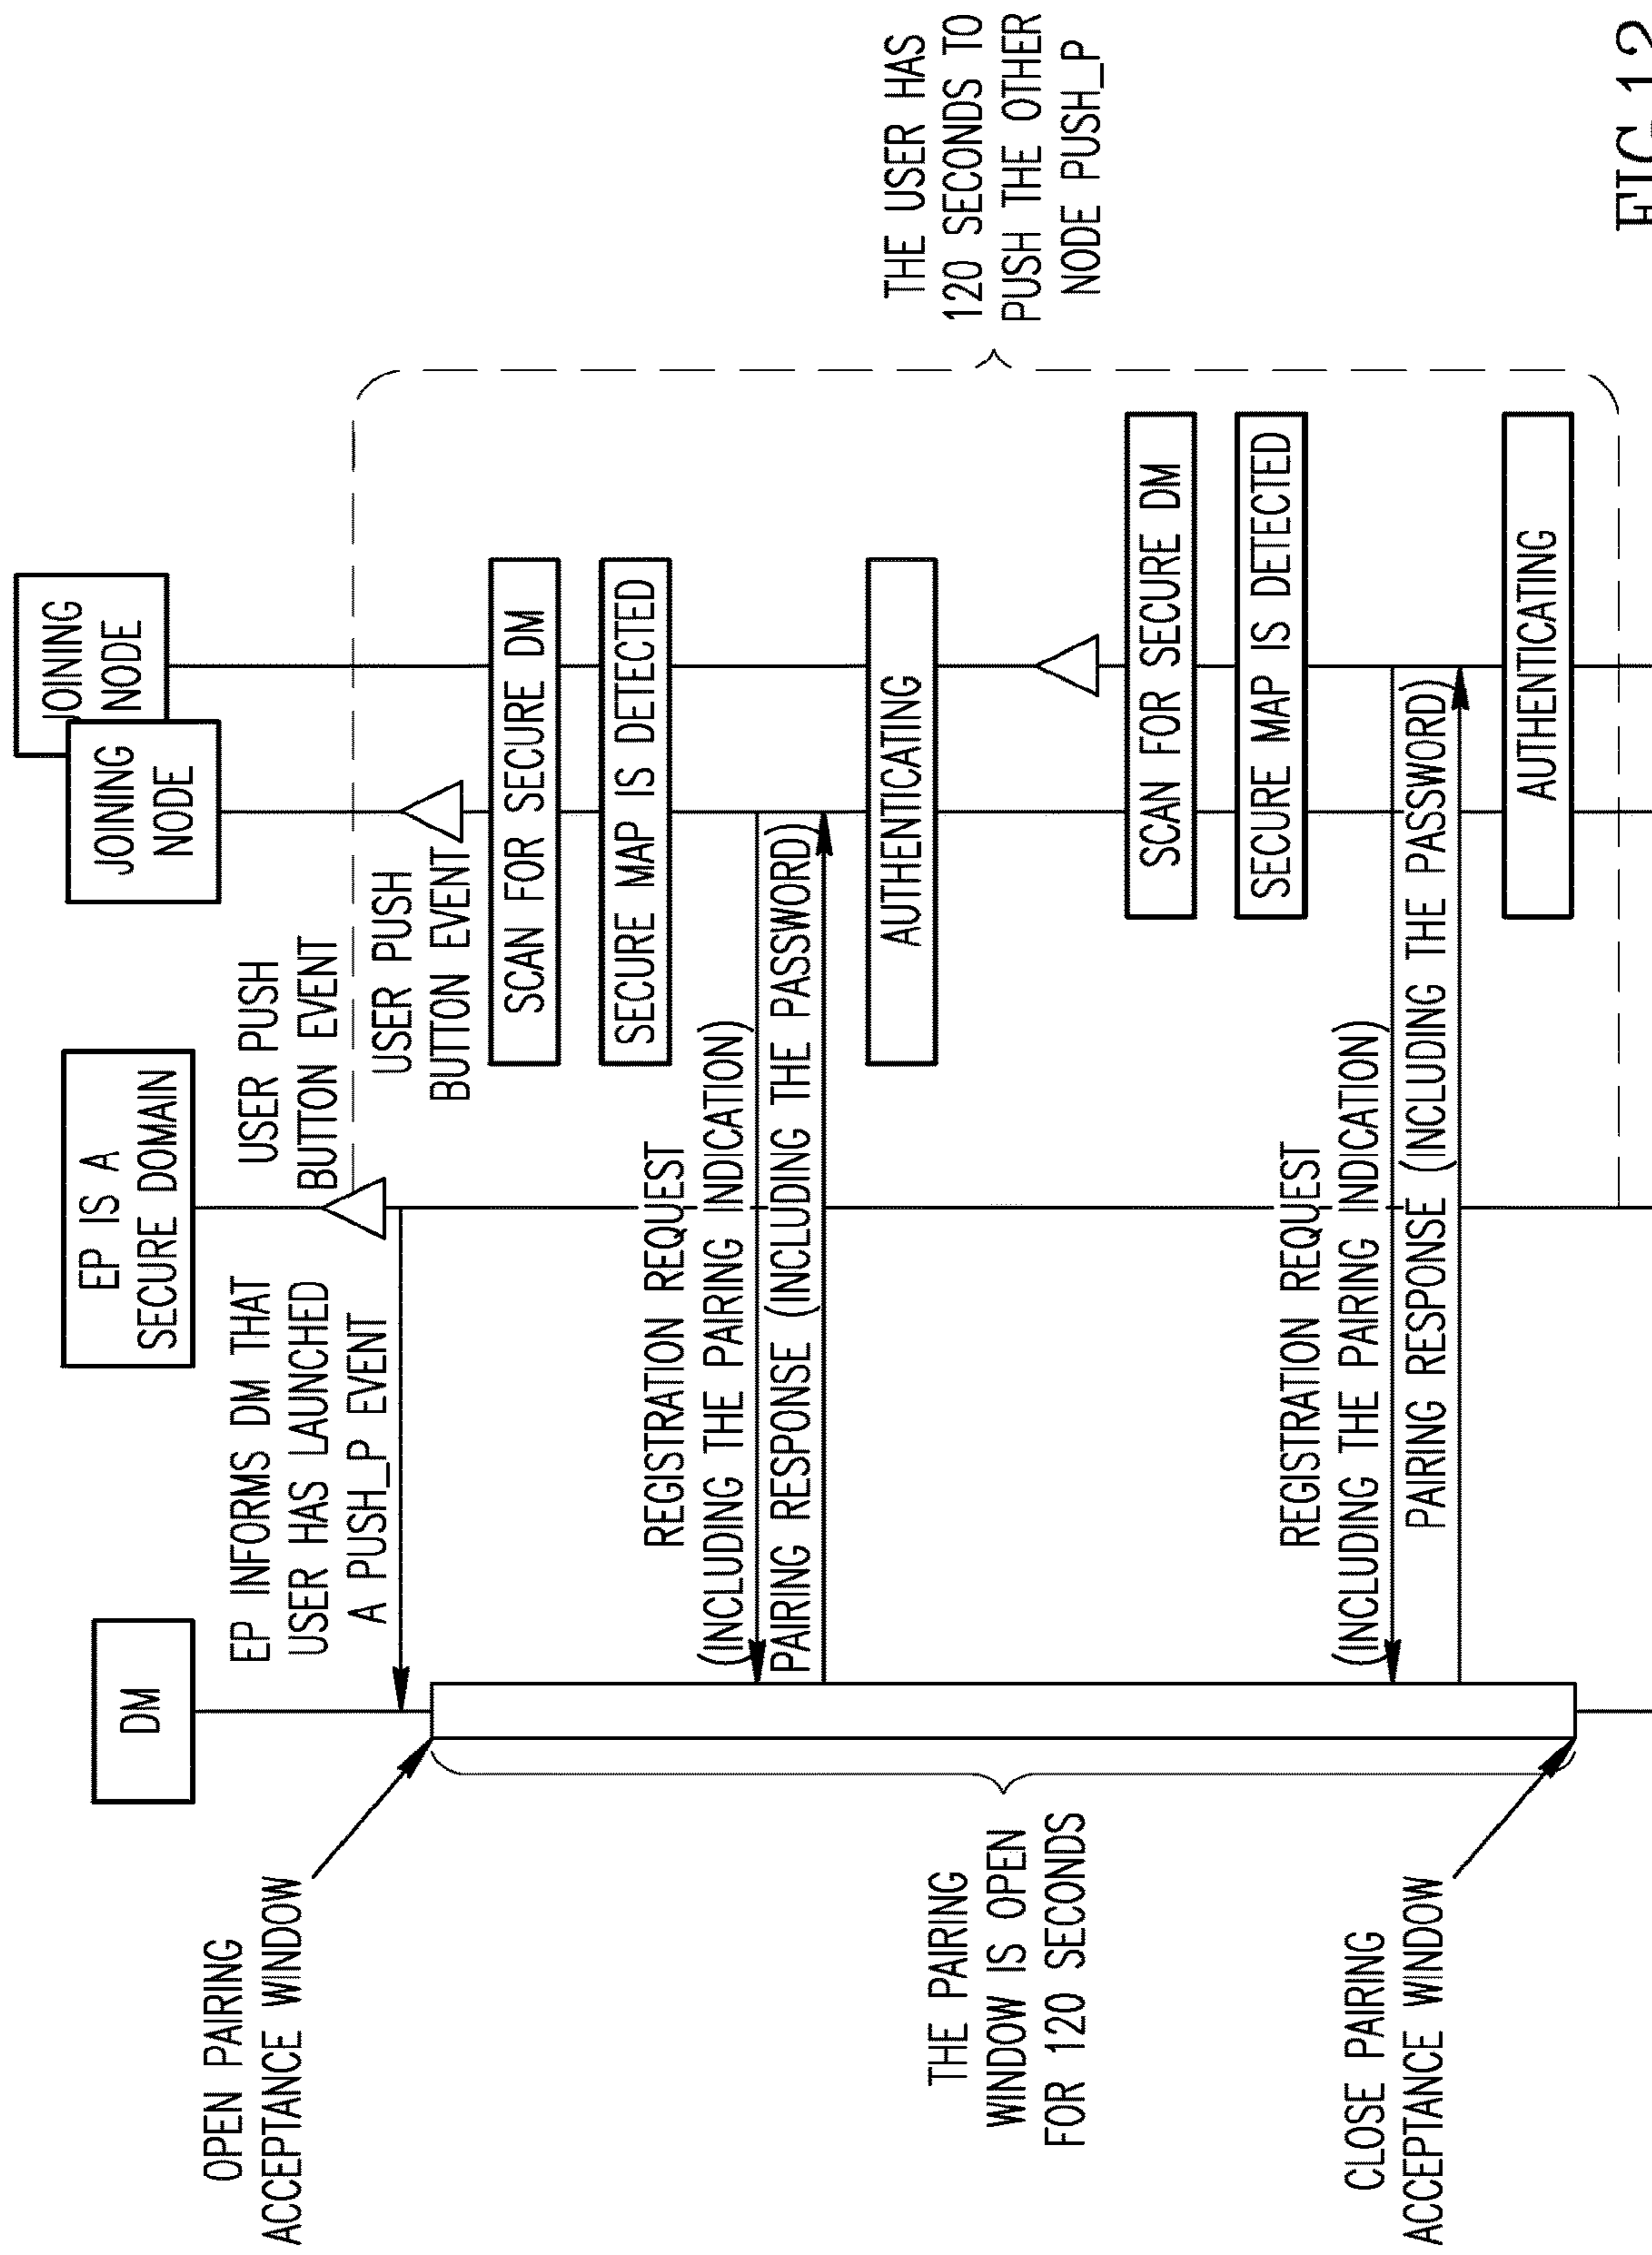 DM
EP IS A
SECURE DOMAIN
JOINING
NODE
JOINING
NODE
OPEN PAIRING
ACCEPTANCE WINDOW
EP INFORMS DM THAT
USER HAS LAUNCHED
A PUSH_P EVENT
USER PUSH
BUTTON EVENT
USER PUSH
BUTTON EVENT
SCAN FOR SECURE DM
SECURE MAP IS DETECTED
REGISTRATION REQUEST
(INCLUDING THE PAIRING INDICATION)
PAIRING RESPONSE (INCLUDING THE PASSWORD)
AUTHENTICATING
THE PAIRING
WINDOW IS OPEN
FOR 120 SECONDS
THE USER HAS
120 SECONDS TO
PUSH THE OTHER
NODE PUSH_P
SCAN FOR SECURE DM
SECURE MAP IS DETECTED
REGISTRATION REQUEST
(INCLUDING THE PAIRING INDICATION)
PAIRING RESPONSE (INCLUDING THE PASSWORD)
AUTHENTICATING
CLOSE PAIRING
ACCEPTANCE WINDOW
FIG.12